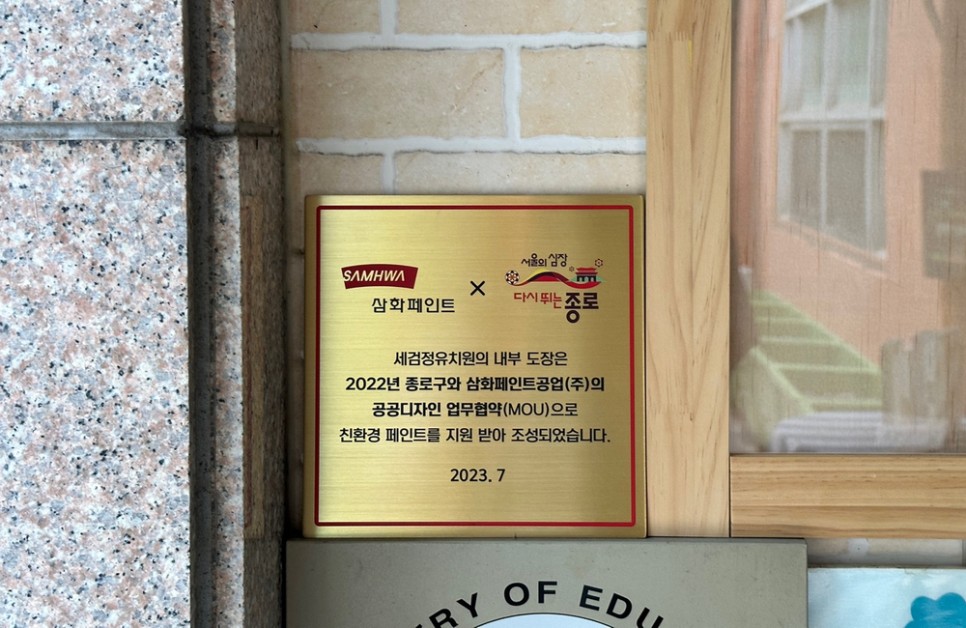 SAMHWA
삼화페인트
×
서울의 심장
다시 뛰는 종로
세검정유치원의 내부 도장은
2022년 종로구와 삼화페인트공업(주)의
공공디자인 업무협약(MOU)으로
친환경 페인트를 지원 받아 조성되었습니다.
2023. 7
RY OF EDU